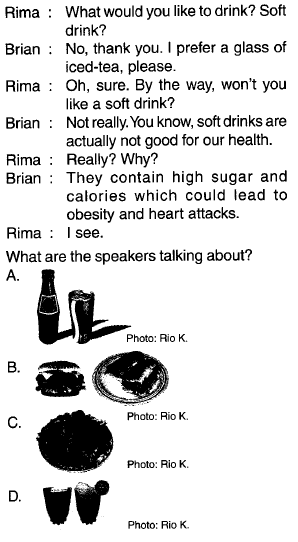 Rima : What would you like to drink? Soft
drink?
Brian : No, thank you. I prefer a glass of
iced-tea, please.
Rima : Oh, sure. By the way, won't you
like a soft drink?
Brian : Not really. You know, soft drinks are
actually not good for our health.
Rima : Really? Why?
Brian : They contain high sugar and
calories which could lead to
obesity and heart attacks.
Rima : I see.
What are the speakers talking about?
A.
Photo: Rio K.
B.
Photo: Rio K.
C.
Photo: Rio K.
D.
Photo: Rio K.